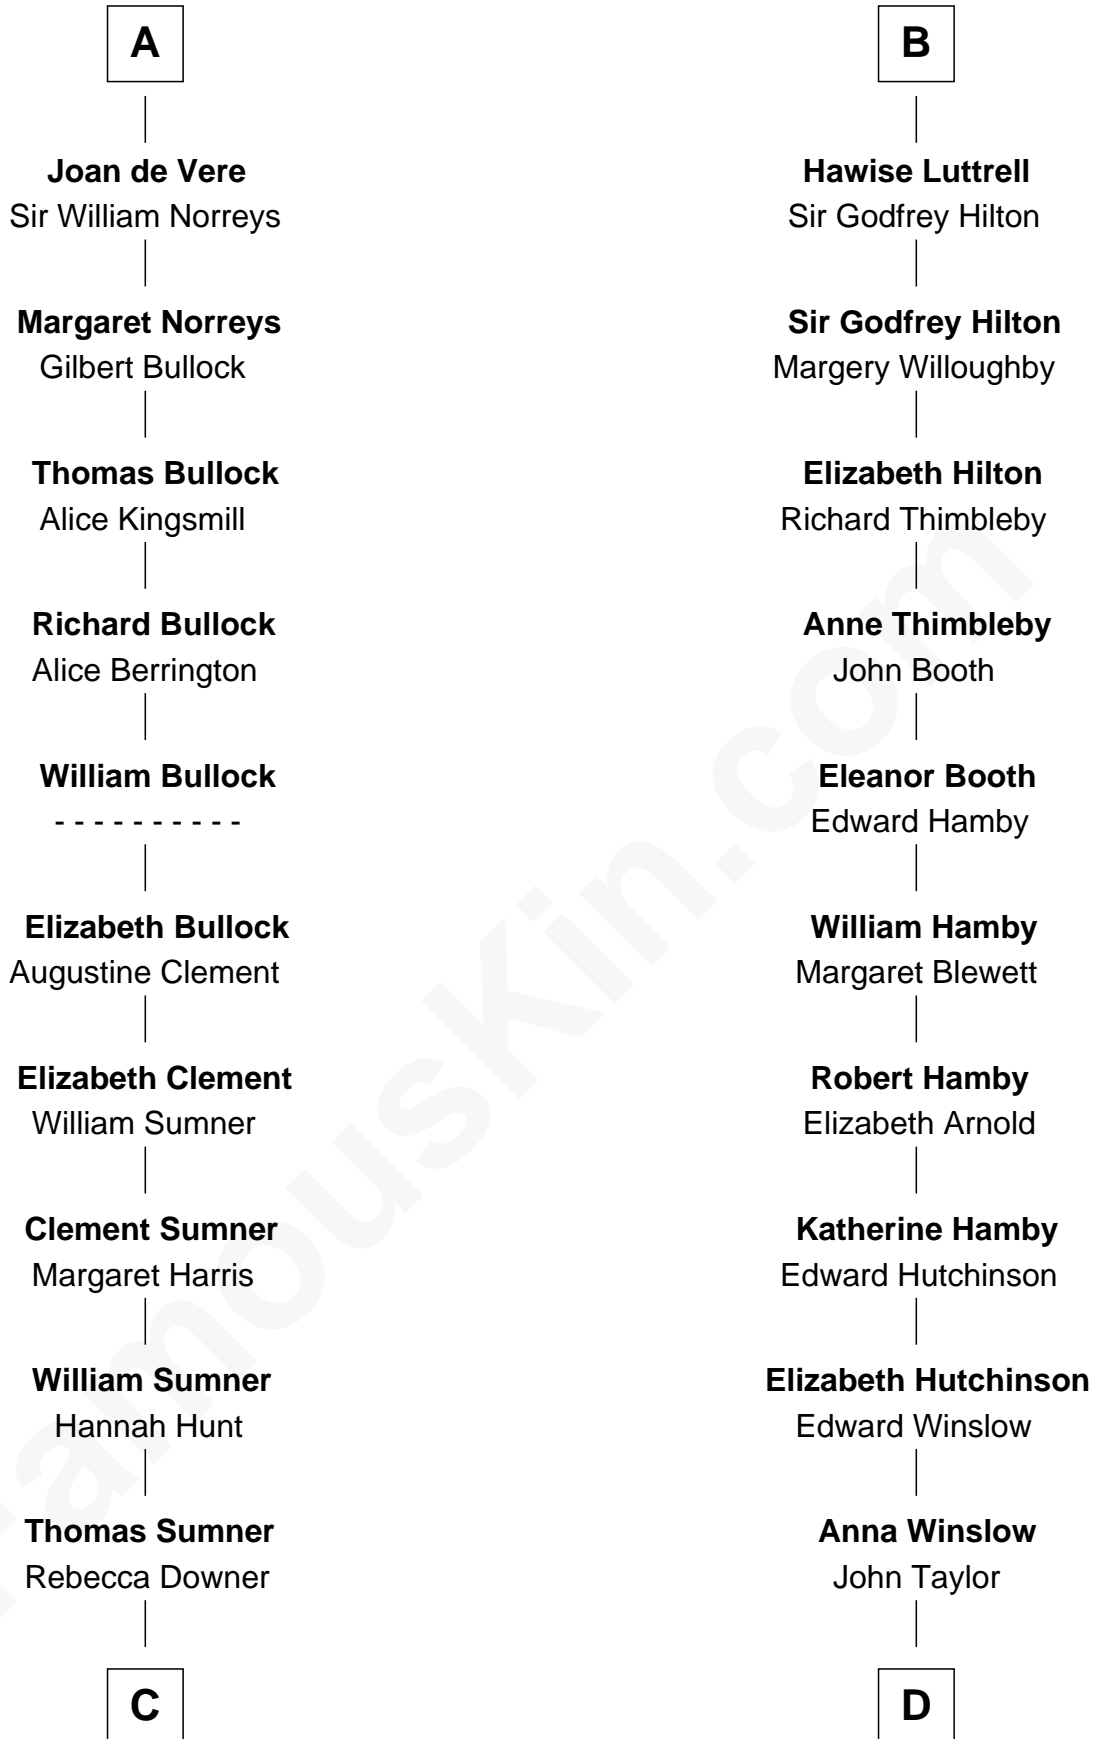 A
Joan de Vere
Sir William Norreys
Margaret Norreys
Gilbert Bullock
Thomas Bullock
Alice Kingsmill
Richard Bullock
Alice Berrington
William Bullock
- - - - - - - - - -
Elizabeth Bullock
Augustine Clement
Elizabeth Clement
William Sumner
Clement Sumner
Margaret Harris
William Sumner
Hannah Hunt
Thomas Sumner
Rebecca Downer
C
B
Hawise Luttrell
Sir Godfrey Hilton
Sir Godfrey Hilton
Margery Willoughby
Elizabeth Hilton
Richard Thimbleby
Anne Thimbleby
John Booth
Eleanor Booth
Edward Hamby
William Hamby
Margaret Blewett
Robert Hamby
Elizabeth Arnold
Katherine Hamby
Edward Hutchinson
Elizabeth Hutchinson
Edward Winslow
Anna Winslow
John Taylor
D
FamousKin.com